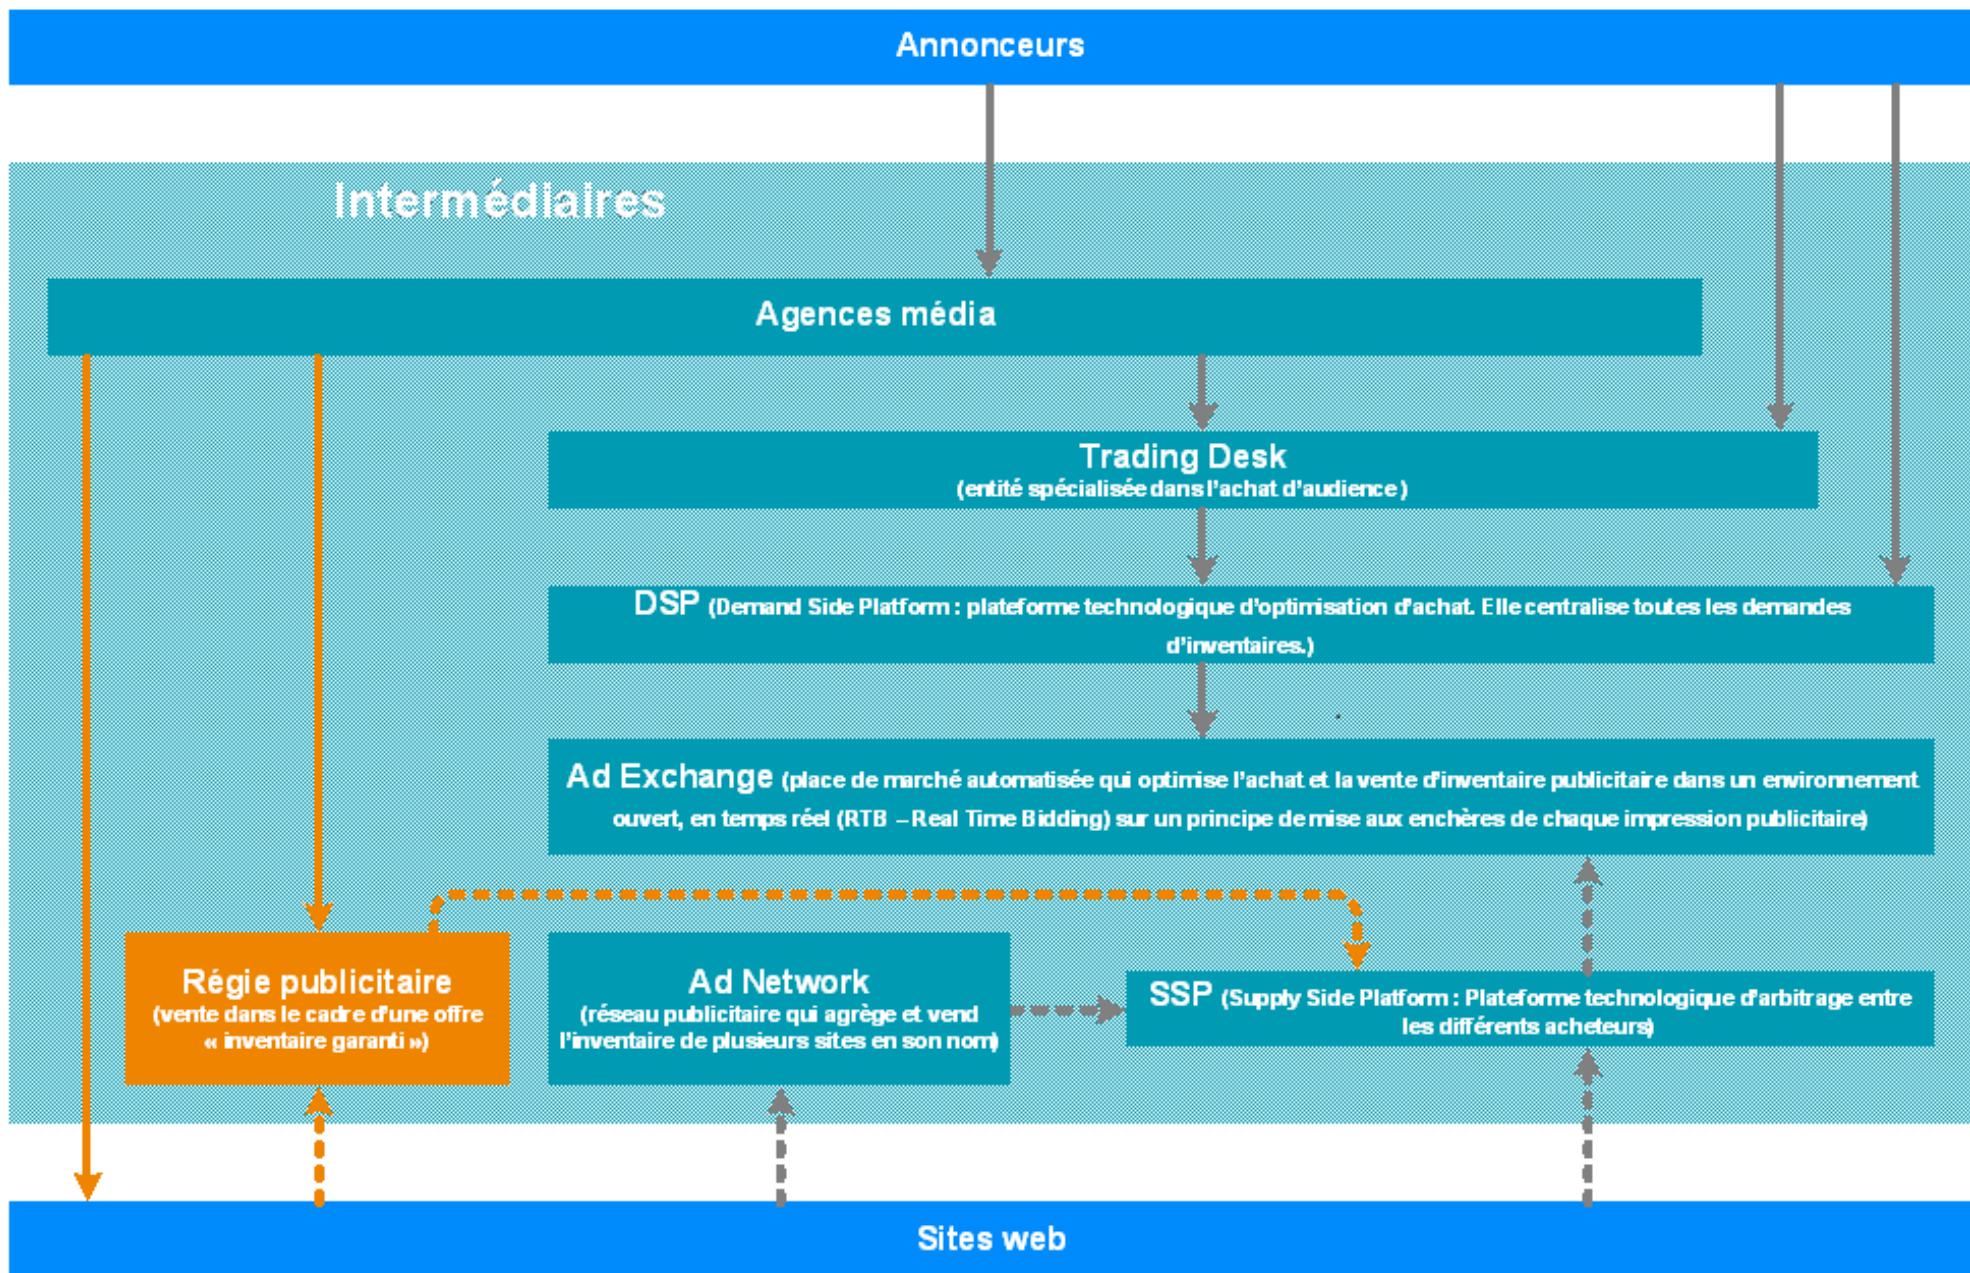 Annonceurs
Intermédiaires
Agences média
Trading Desk
(entité spécialisée dans l'achat d'audience )
DSP (Demand Side Platform : plateforme technologique d'optimisation d'achat. Elle centralise toutes les demandes
d'inventaires.)
Ad Exchange (place de marché automatisée qui optimise l'achat et la vente d'inventaire publicitaire dans un environnement
ouvert, en temps réel (RTB – Real Time Bidding) sur un principe de mise aux enchères de chaque impression publicitaire)
Régie publicitaire
(vente dans le cadre d'une offre
« inventaire garanti »)
Ad Network
(réseau publicitaire qui agrège et vend
l'inventaire de plusieurs sites en son nom)
SSP (Supply Side Platform : Plateforme technologique d'arbitrage entre
les différents acheteurs)
Sites web